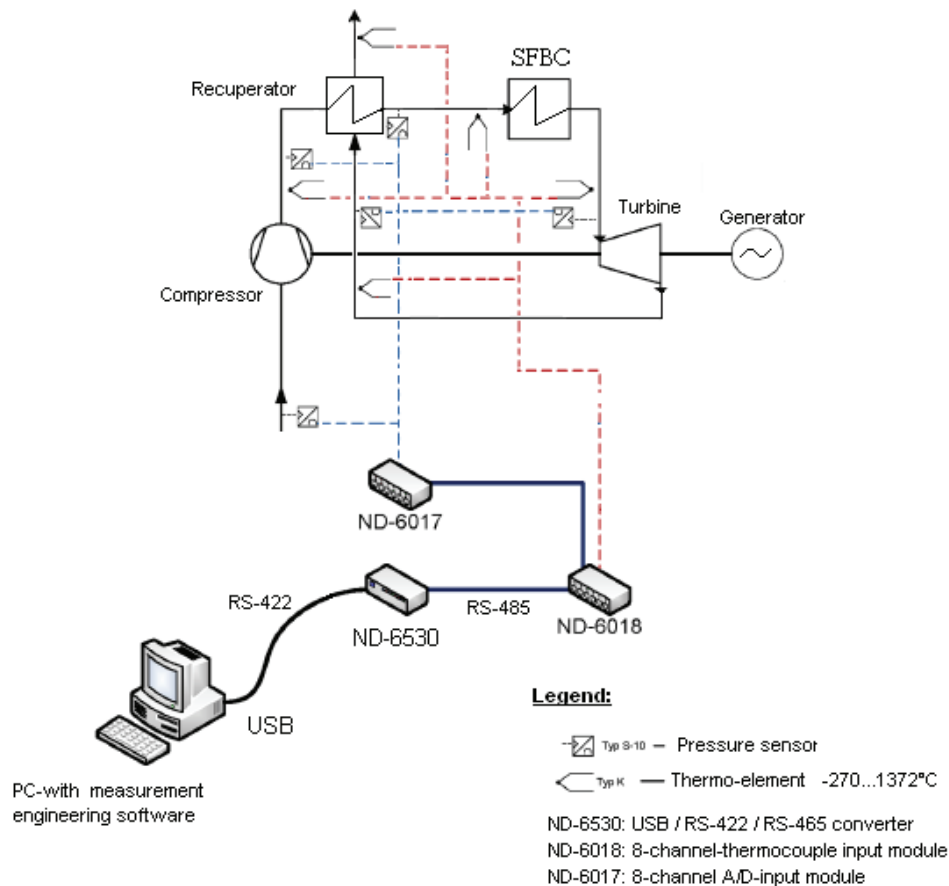 SFBC
Recuperator
Turbine
Generator
Compressor
ND-6017
RS-422
RS-485
ND-6530
ND-6018
USB
PC-with measurement
engineering software
Legend:
Typ S-10 – Pressure sensor
Typ K — Thermo-element -270...1372°C
ND-6530: USB / RS-422 / RS-465 converter
ND-6018: 8-channel-thermocouple input module
ND-6017: 8-channel A/D-input module